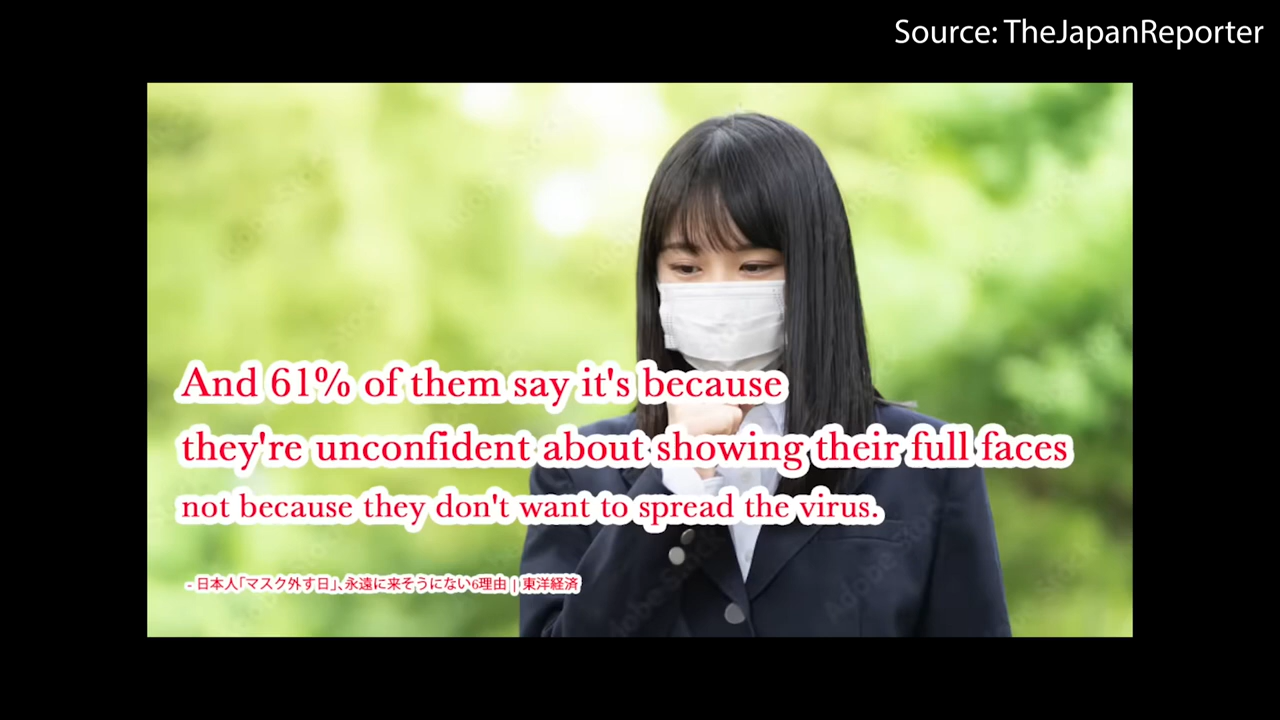 Source: TheJapanReporter
And 61% of them say it's because
they're unconfident about showing their full faces
not because they don't want to spread the virus.
- 日本人「マスク外す日」、永遠に来そうにない6理由 | 東洋経済